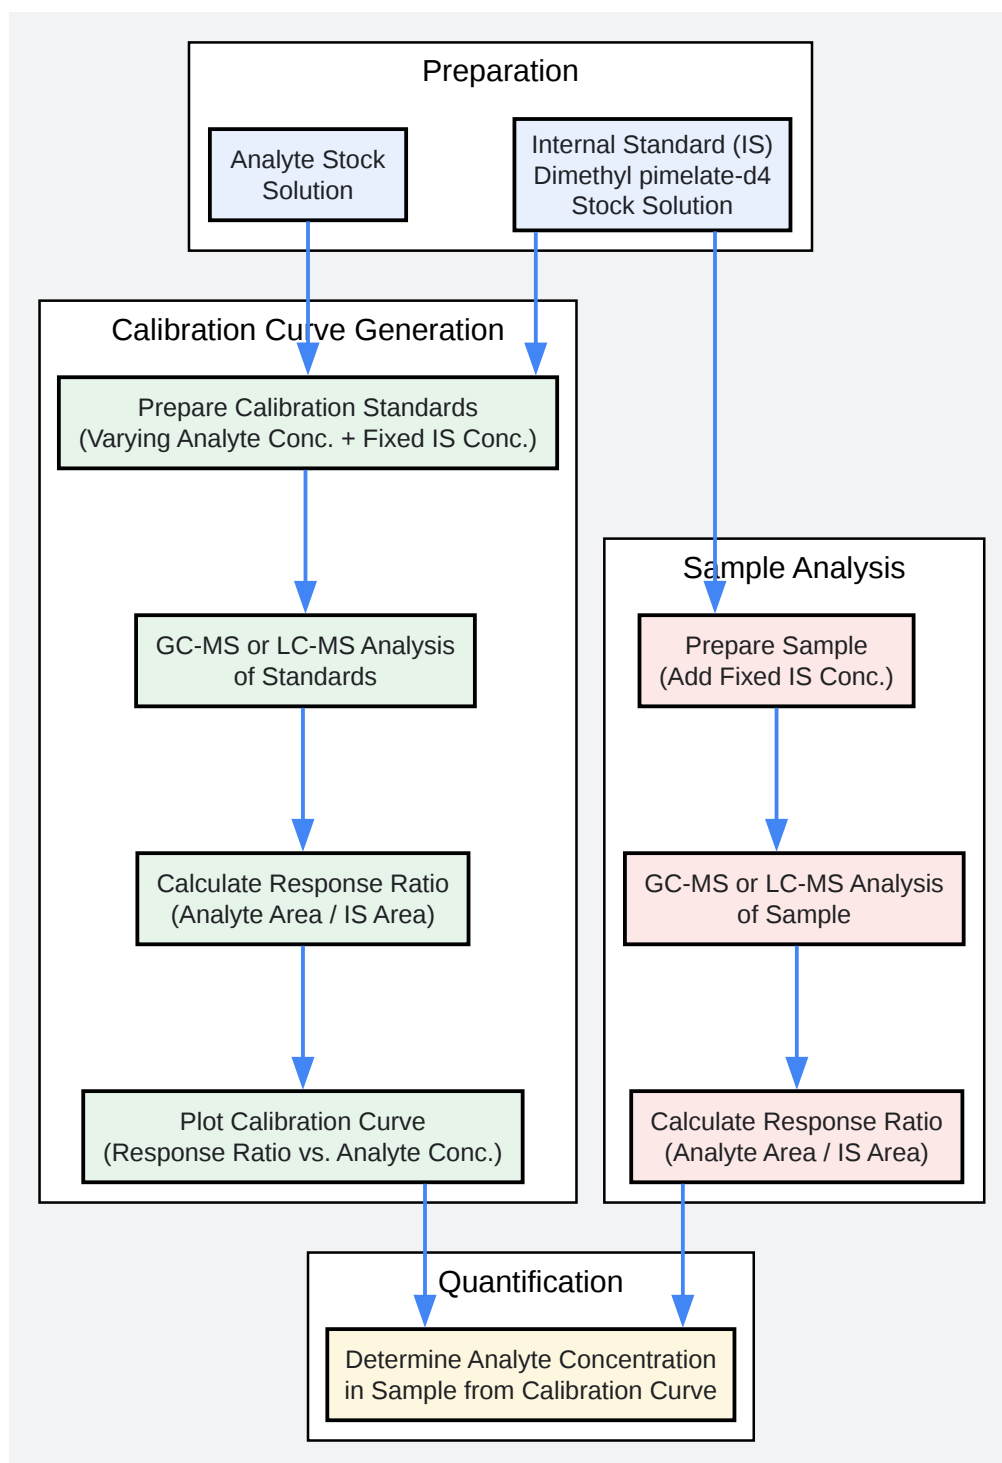 Preparation
Analyte Stock
Solution
Internal Standard (IS)
Dimethyl pimelate-d4
Stock Solution
Calibration Curve Generation
Prepare Calibration Standards
(Varying Analyte Conc. + Fixed IS Conc.)
GC-MS or LC-MS Analysis
of Standards
Calculate Response Ratio
(Analyte Area / IS Area)
Plot Calibration Curve
(Response Ratio vs. Analyte Conc.)
Sample Analysis
Prepare Sample
(Add Fixed IS Conc.)
GC-MS or LC-MS Analysis
of Sample
Calculate Response Ratio
(Analyte Area / IS Area)
Quantification
Determine Analyte Concentration
in Sample from Calibration Curve